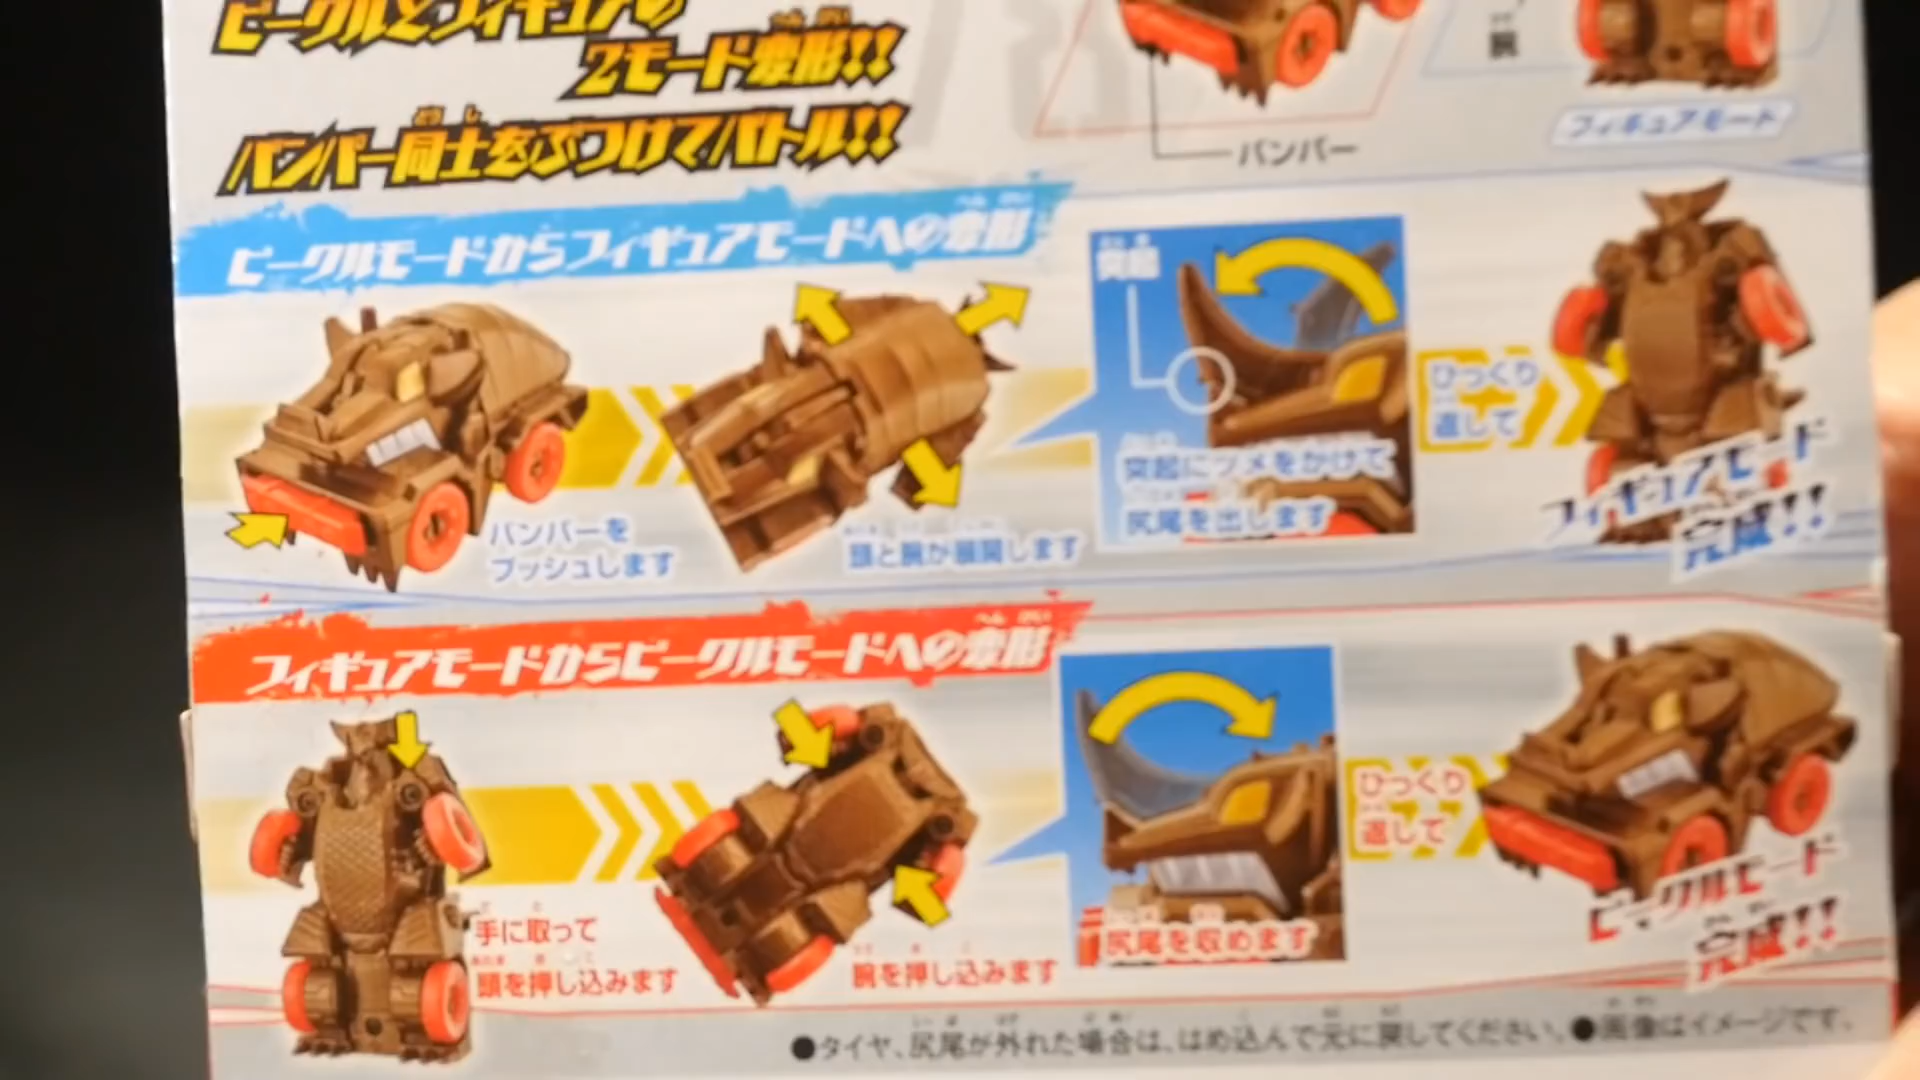 ビークルとフィギュアの
2モード変形!!
バンパー同士をぶつけてバトル!!
バンパー
腕
フィギュアモード
ビークルモードからフィギュアモードへの変形
バンパーを
プッシュします
頭と腕が展開します
突起
突起にツメをかけて
尻尾を出します
ひっくり
返して
フィギュアモード
完成!!
フィギュアモードからビークルモードへの変形
手に取って
頭を押し込みます
腕を押し込みます
尻尾を収めます
ひっくり
返して
ビークルモード
完成!!
●タイヤ、尻尾が外れた場合は、はめ込んで元に戻してください。●画像はイメージです。